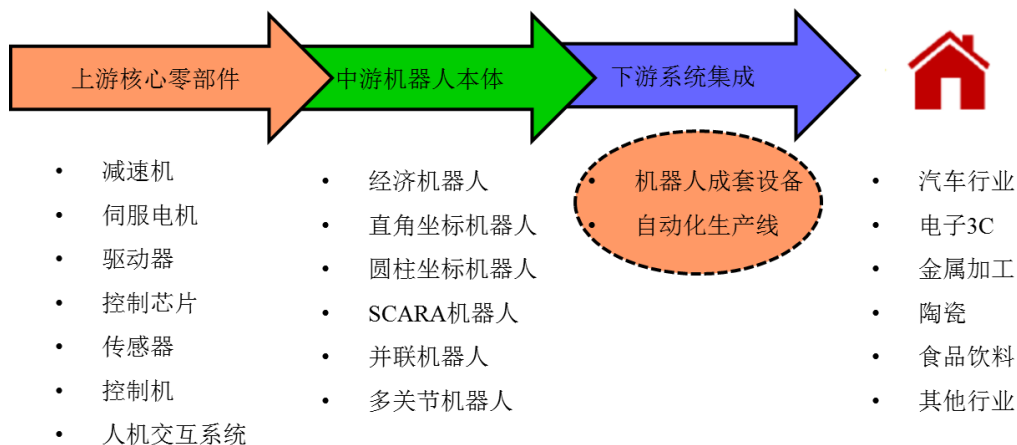 上游核心零部件
中游机器人本体
下游系统集成
• 减速机
• 伺服电机
• 驱动器
• 控制芯片
• 传感器
• 控制机
• 人机交互系统
• 经济机器人
• 直角坐标机器人
• 圆柱坐标机器人
• SCARA机器人
• 并联机器人
• 多关节机器人
• 机器人成套设备
• 自动化生产线
• 汽车行业
• 电子3C
• 金属加工
• 陶瓷
• 食品饮料
• 其他行业